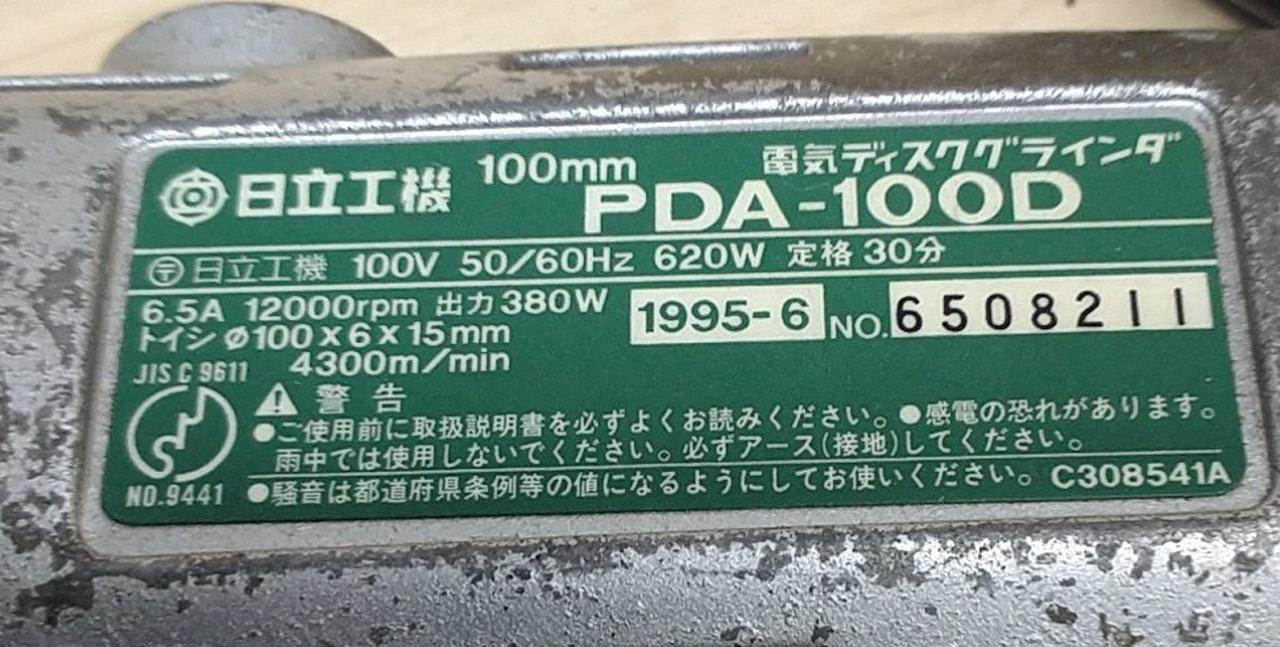 日立工機 100mm 電気ディスクグラインダ
PDA-100D
〒 日立工機 100V 50/60Hz 620W 定格30分
6.5A 12000rpm 出力380W
トイシ φ100x6x15mm
4300m/min
1995-6 NO. 6508211
JIS C 9611
NO.9441
警告
●ご使用前に取扱説明書を必ずよくお読みください。●感電の恐れがあります。
雨中では使用しないでください。必ずアース(接地)してください。
●騒音は都道府県条例等の値になるようにしてお使いください。 C308541A